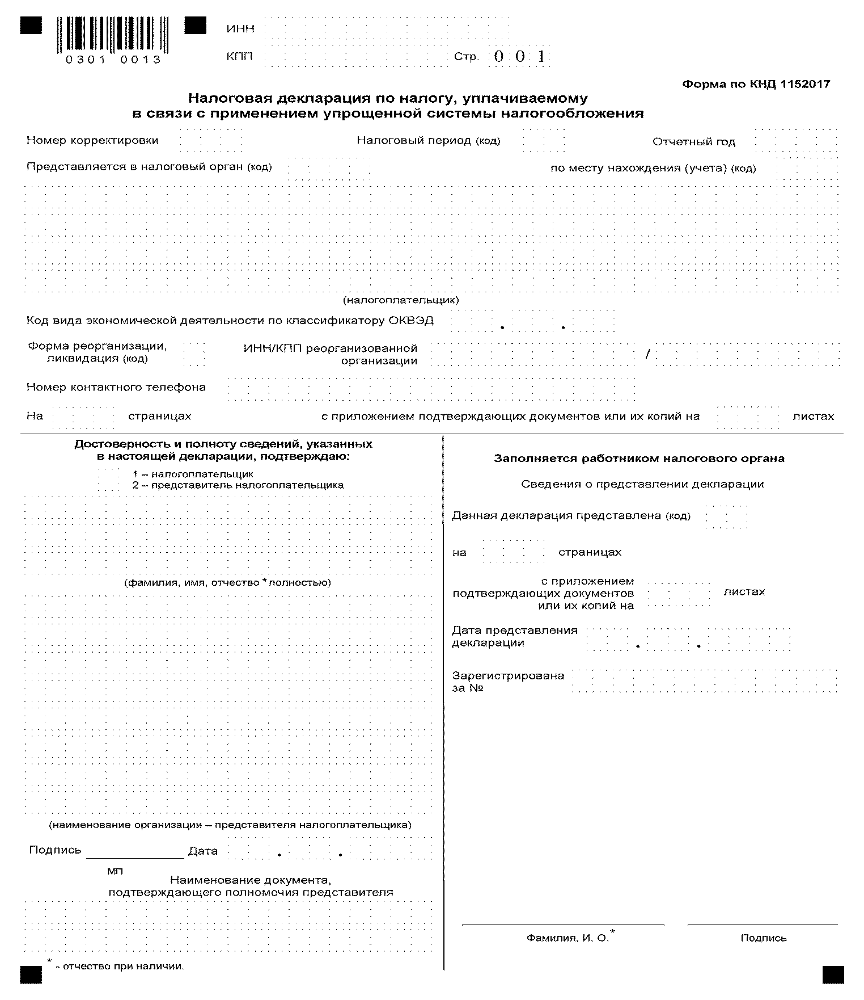 0301 0013
ИНН
КПП Стр. 001
Форма по КНД 1152017
Налоговая декларация по налогу, уплачиваемому
в связи с применением упрощенной системы налогообложения
Номер корректировки Налоговый период (код) Отчетный год
Представляется в налоговый орган (код) по месту нахождения (учета) (код)
(налогоплательщик)
Код вида экономической деятельности по классификатору ОКВЭД . .
Форма реорганизации,
ликвидация (код)
ИНН/КПП реорганизованной
организации /
Номер контактного телефона
На страницах с приложением подтверждающих документов или их копий на листах
Достоверность и полноту сведений, указанных
в настоящей декларации, подтверждаю:
1 – налогоплательщик
2 – представитель налогоплательщика
(фамилия, имя, отчество * полностью)
(наименование организации – представителя налогоплательщика)
Подпись Дата . .
МП
Наименование документа,
подтверждающего полномочия представителя
* - отчество при наличии.
Заполняется работником налогового органа
Сведения о представлении декларации
Данная декларация представлена (код)
на страницах
с приложением
подтверждающих документов
или их копий на листах
Дата представления
декларации . .
Зарегистрирована
за №
Фамилия, И. О.* Подпись